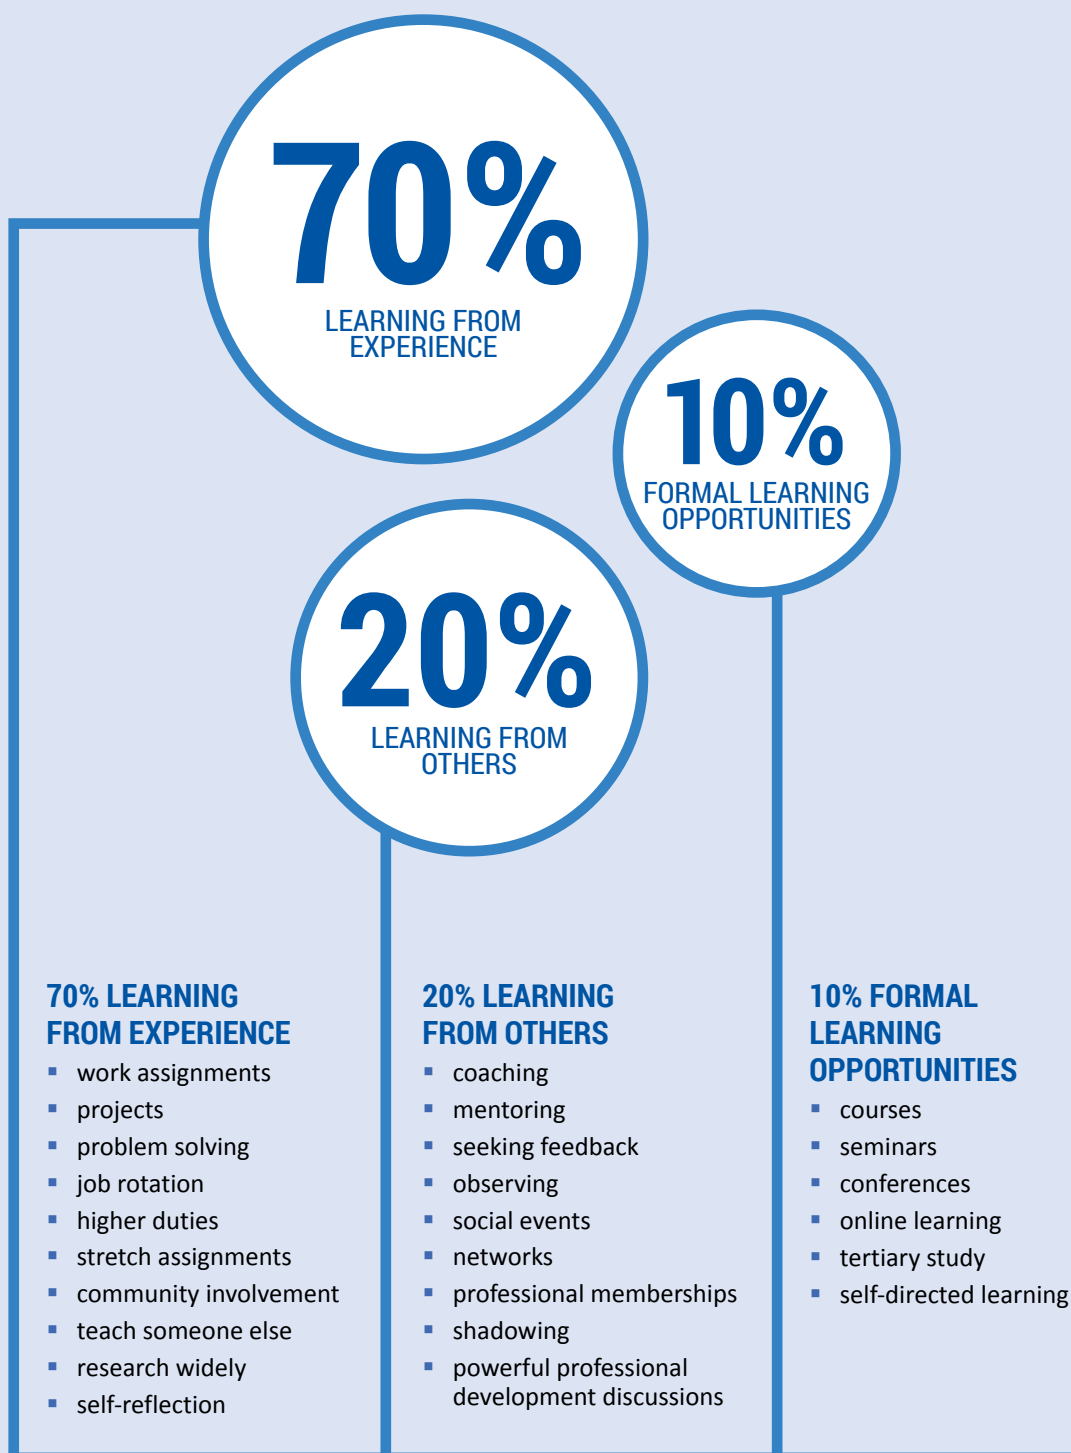 70%
LEARNING FROM
EXPERIENCE
10%
FORMAL LEARNING
OPPORTUNITIES
20%
LEARNING FROM
OTHERS
70% LEARNING
FROM EXPERIENCE
▪ work assignments
▪ projects
▪ problem solving
▪ job rotation
▪ higher duties
▪ stretch assignments
▪ community involvement
▪ teach someone else
▪ research widely
▪ self-reflection
20% LEARNING
FROM OTHERS
▪ coaching
▪ mentoring
▪ seeking feedback
▪ observing
▪ social events
▪ networks
▪ professional memberships
▪ shadowing
▪ powerful professional
development discussions
10% FORMAL
LEARNING
OPPORTUNITIES
▪ courses
▪ seminars
▪ conferences
▪ online learning
▪ tertiary study
▪ self-directed learning